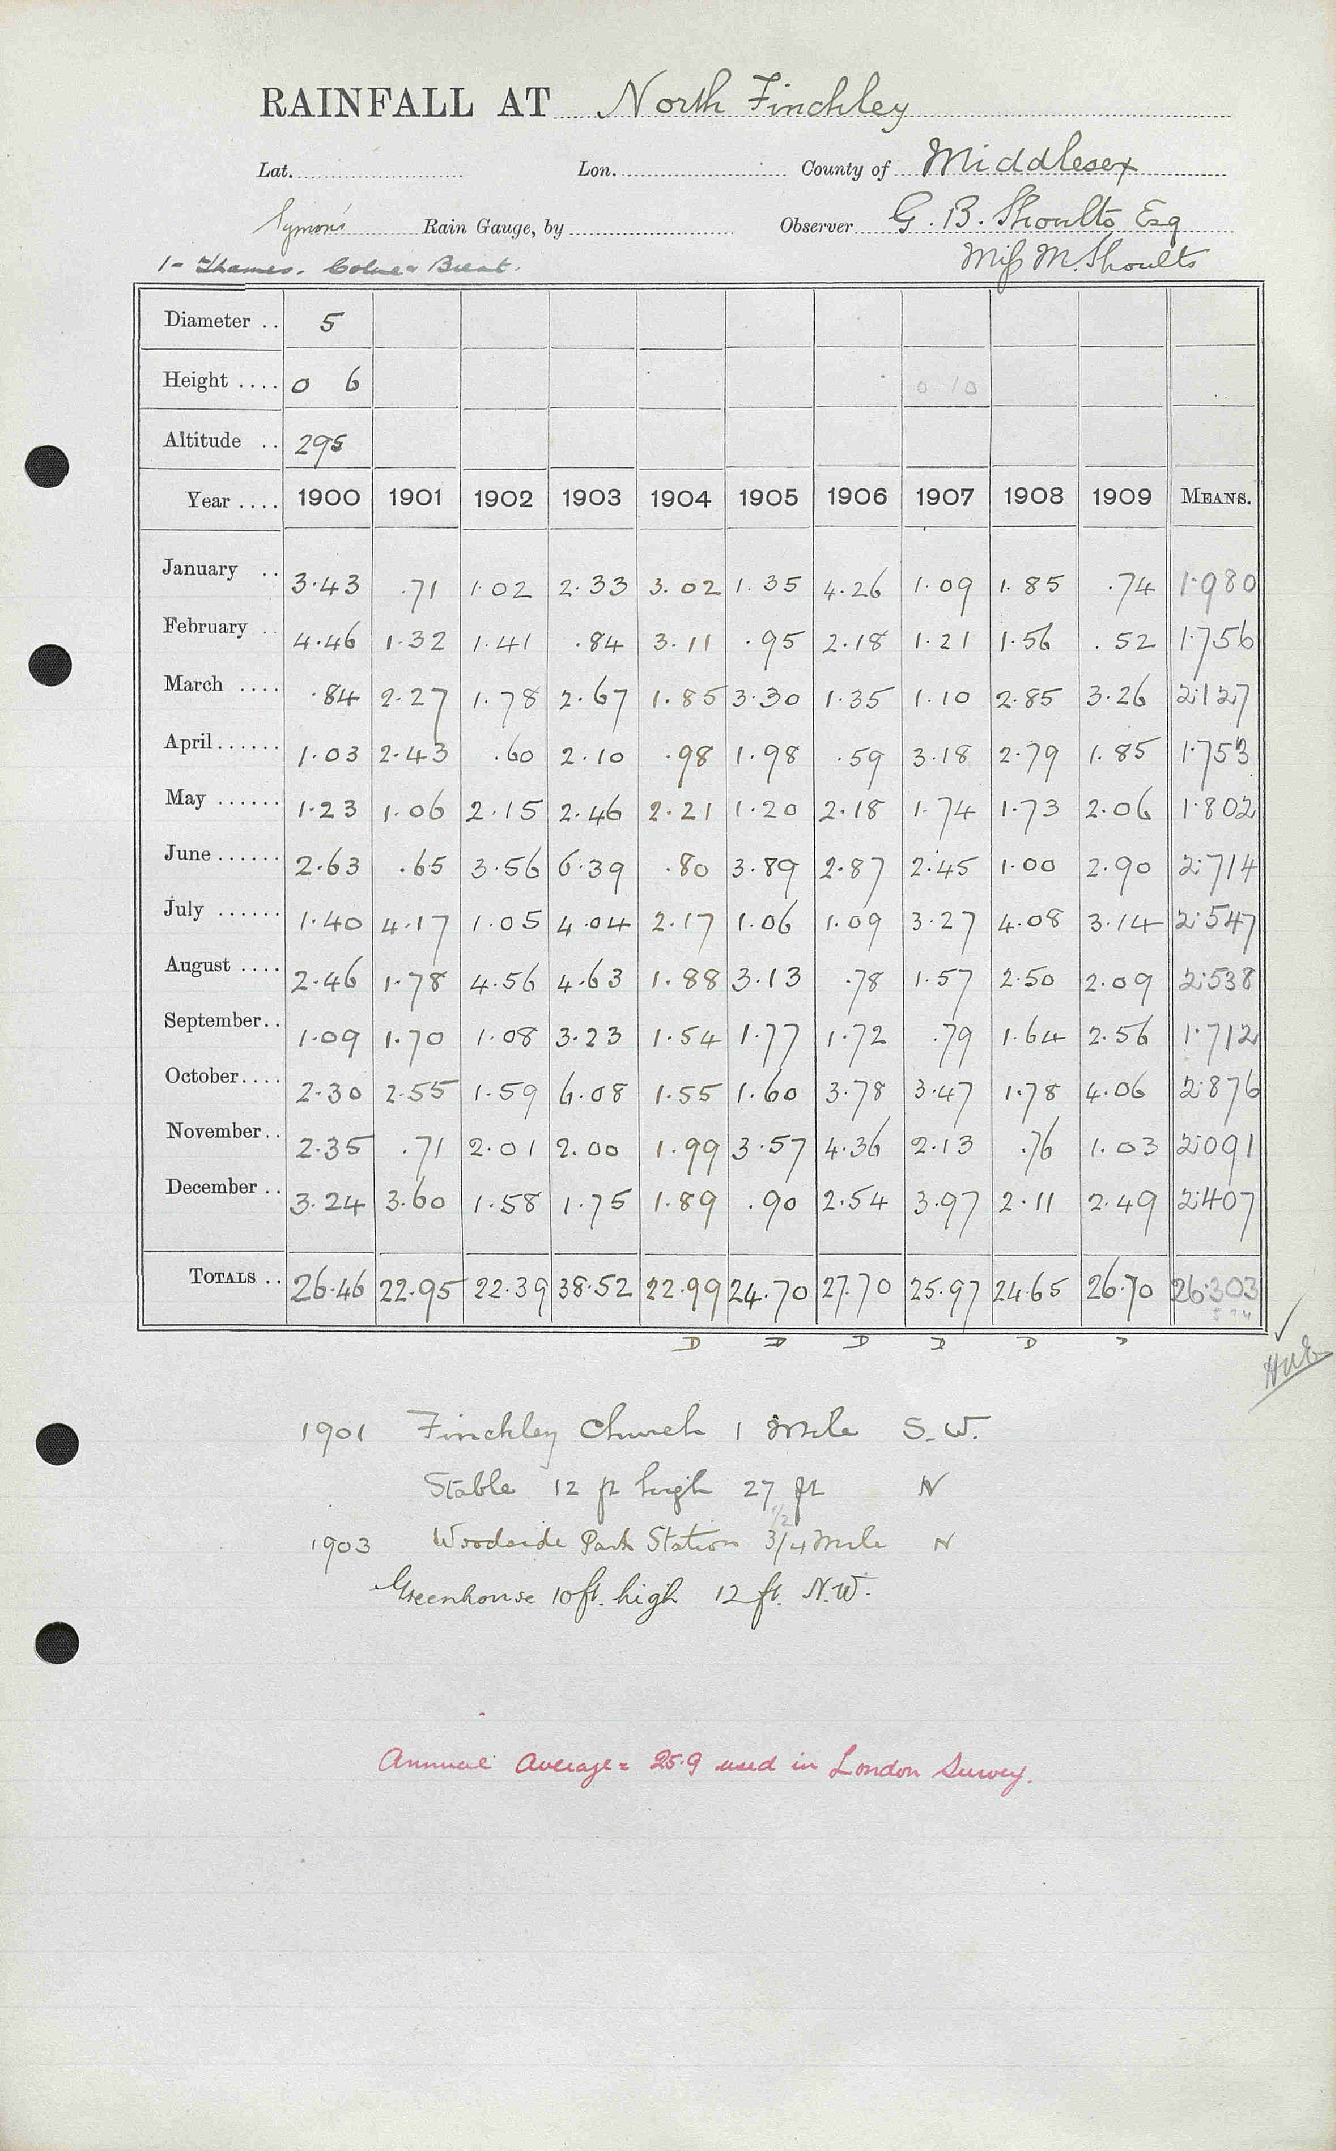 RAINFALL AT North Finchley
Lat. Lon. County of Middlesex
Symon's Rain Gauge, by Observer G. B. Shoults Esq
1- Thames. Colne & Brent. Miss M. Shoults
Diameter .. 5
Height .... 0 6 0 10
Altitude .. 295
Year .... 1900 1901 1902 1903 1904 1905 1906 1907 1908 1909 MEANS.
January .. 3.43 .71 1.02 2.33 3.02 1.35 4.26 1.09 1.85 .74 1.980
February .. 4.46 1.32 1.41 .84 3.11 .95 2.18 1.21 1.56 .52 1.756
March .... .84 2.27 1.78 2.67 1.85 3.30 1.35 1.10 2.85 3.26 2.127
April ...... 1.03 2.43 .60 2.10 .98 1.98 .59 3.18 2.79 1.85 1.753
May ...... 1.23 1.06 2.15 2.46 2.21 1.20 2.18 1.74 1.73 2.06 1.802
June ...... 2.63 .65 3.56 6.39 .80 3.89 2.87 2.45 1.00 2.90 2.714
July ...... 1.40 4.17 1.05 4.04 2.17 1.06 1.09 3.27 4.08 3.14 2.547
August .... 2.46 1.78 4.56 4.63 1.88 3.13 .78 1.57 2.50 2.09 2.538
September .. 1.09 1.70 1.08 3.23 1.54 1.77 1.72 .79 1.64 2.56 1.712
October .... 2.30 2.55 1.59 6.08 1.55 1.60 3.78 3.47 1.78 4.06 2.876
November .. 2.35 .71 2.01 2.00 1.99 3.57 4.36 2.13 .76 1.03 2.091
December .. 3.24 3.60 1.58 1.75 1.89 .90 2.54 3.97 2.11 2.49 2.407
TOTALS .. 26.46 22.95 22.39 38.52 22.99 24.70 27.70 25.97 24.65 26.70 26.303
D D D D D D
1901 Finchley Church 1 Mile S.W.
Stable 12 ft high 27 ft N
1/2
1903 Woodside Park Station 3/4 Mile N
Greenhouse 10 ft. high 12 ft. N.W.
Annual Average = 25.9 used in London Survey.